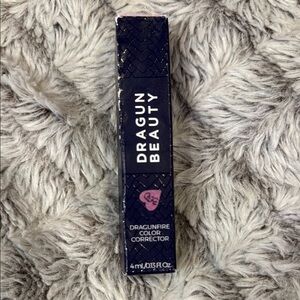 DRAGUN
BEAUTY
DRAGUNFIRE
COLOR
CORRECTOR
4 ml/0.13 Fl. Oz.